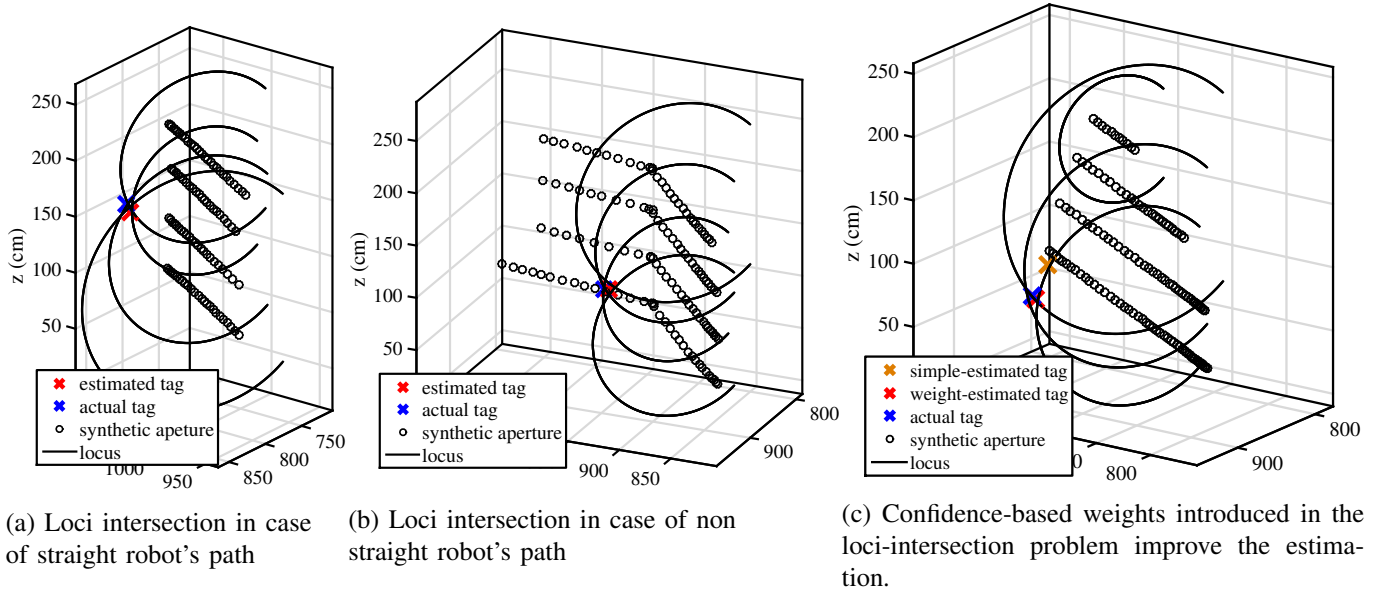 250
200
150
100
50
z (cm)
estimated tag
actual tag
synthetic apeture
locus
1000
950
850
800
750
250
200
150
100
50
z (cm)
estimated tag
actual tag
synthetic aperture
locus
900
850
900
800
250
200
150
100
50
z (cm)
simple-estimated tag
weight-estimated tag
actual tag
synthetic aperture
locus
800
900
800
(a) Loci intersection in case
of straight robot's path
(b) Loci intersection in case of non
straight robot's path
(c) Confidence-based weights introduced in the
loci-intersection problem improve the estima-
tion.